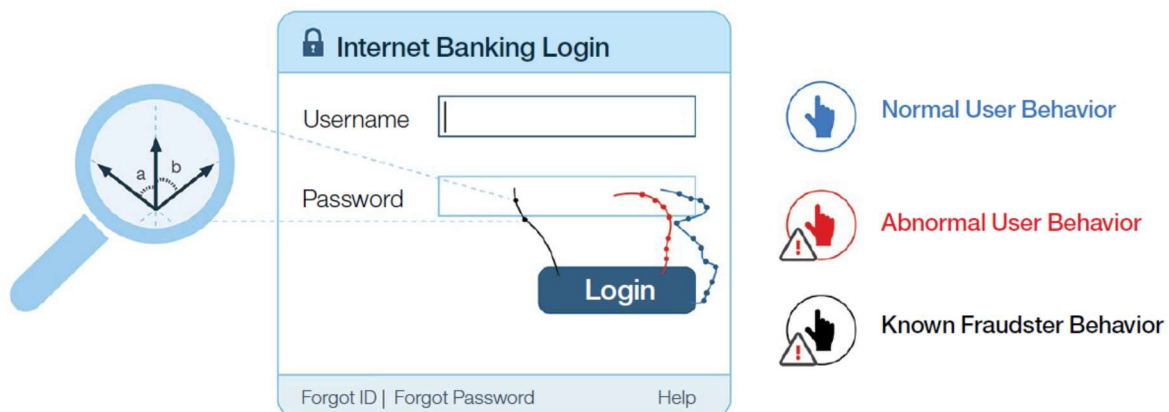 Internet Banking Login
Username
Password
Login
Forgot ID | Forgot Password Help
a b
Normal User Behavior
! Abnormal User Behavior
! Known Fraudster Behavior